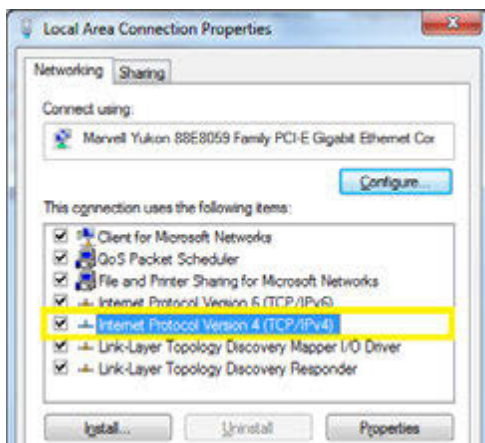 Local Area Connection Properties
Networking
Sharing
Connect using:
Marvell Yukon 88E8059 Family PCI-E Gigabit Ethernet Cor
Configure...
This connection uses the following items:
Client for Microsoft Networks
QoS Packet Scheduler
File and Printer Sharing for Microsoft Networks
Internet Protocol Version 6 (TCP/IPv6)
Internet Protocol Version 4 (TCP/IPv4)
Link-Layer Topology Discovery Mapper I/O Driver
Link-Layer Topology Discovery Responder
Install...
Uninstall
Properties